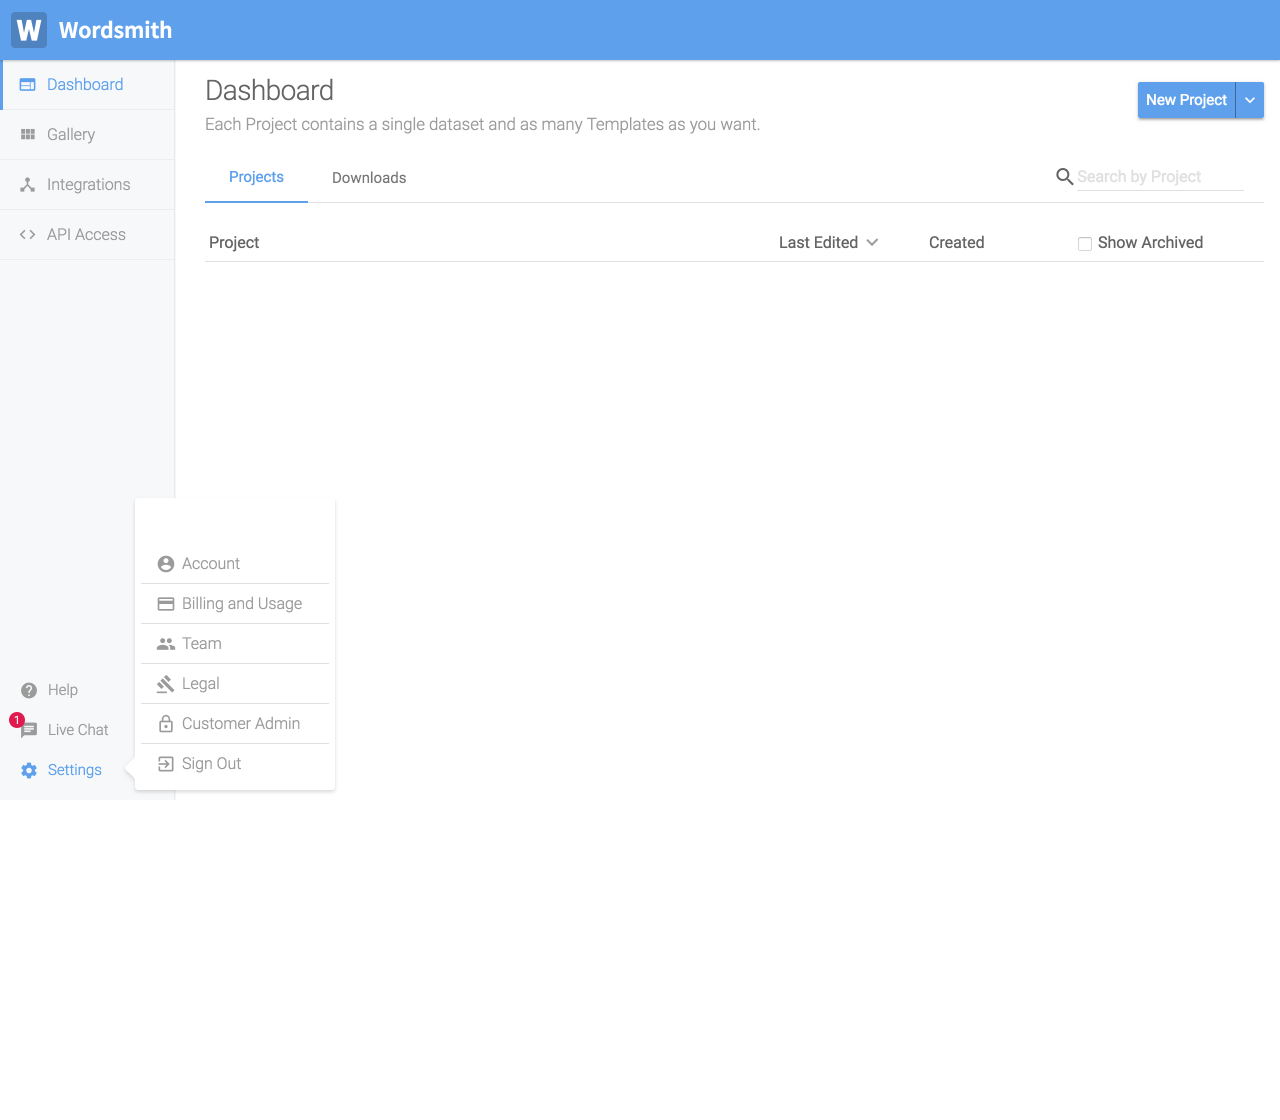 W Wordsmith
Dashboard
Gallery
Integrations
API Access
Dashboard
Each Project contains a single dataset and as many Templates as you want.
New Project
Projects
Downloads
Search by Project
Project
Last Edited
Created
Show Archived
Account
Billing and Usage
Team
Legal
Customer Admin
Sign Out
Help
1
Live Chat
Settings